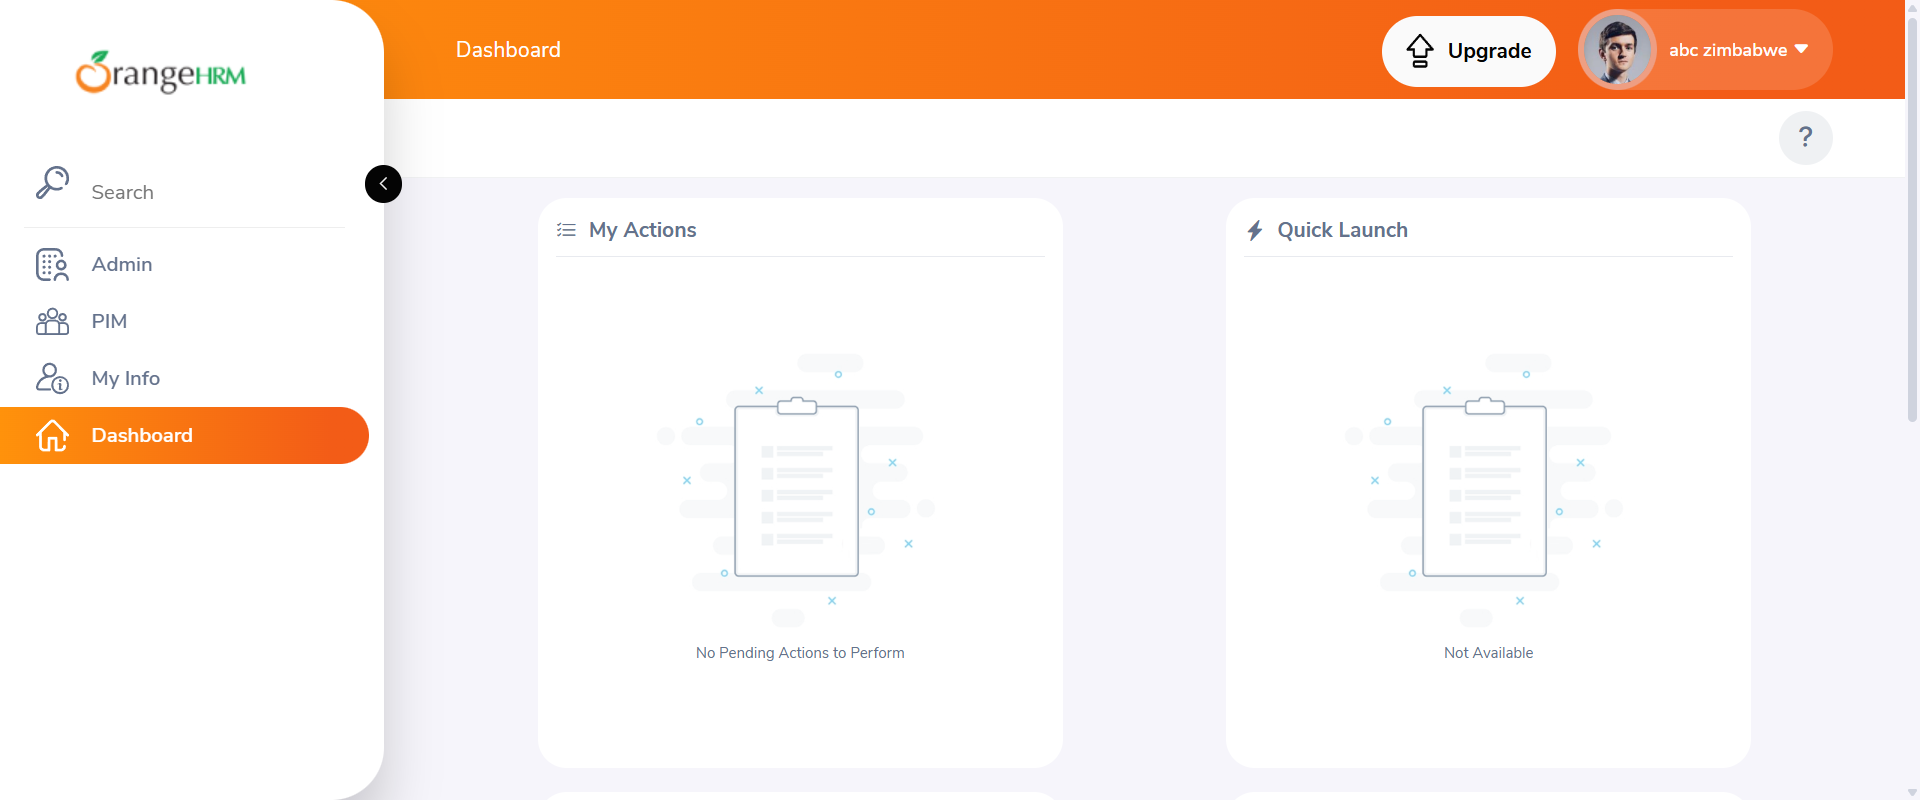 OrangeHRM
Search
Admin
PIM
My Info
Dashboard
Dashboard
Upgrade
abc zimbabwe
?
My Actions
No Pending Actions to Perform
Quick Launch
Not Available